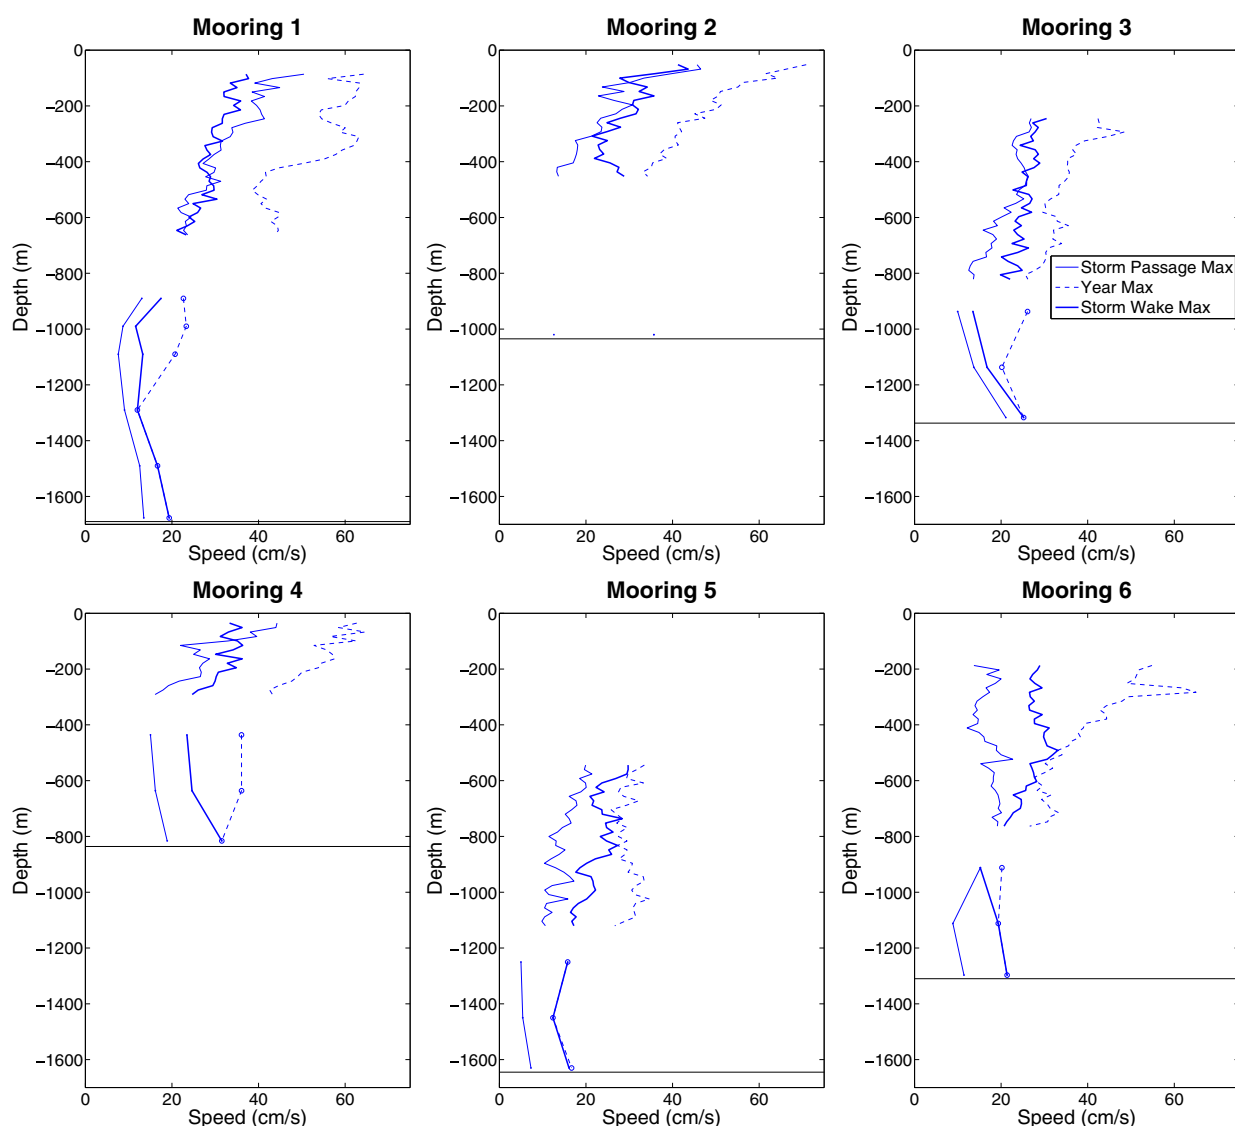 Mooring 1
Mooring 2
Mooring 3
0
−200
−400
−600
−800
−1000
−1200
−1400
−1600
Depth (m)
0 20 40 60
Speed (cm/s)
0
−200
−400
−600
−800
−1000
−1200
−1400
−1600
Depth (m)
0 20 40 60
Speed (cm/s)
0
−200
−400
−600
−800
−1000
−1200
−1400
−1600
Depth (m)
Storm Passage Max
Year Max
Storm Wake Max
0 20 40 60
Speed (cm/s)
Mooring 4
Mooring 5
Mooring 6
0
−200
−400
−600
−800
−1000
−1200
−1400
−1600
Depth (m)
0 20 40 60
Speed (cm/s)
0
−200
−400
−600
−800
−1000
−1200
−1400
−1600
Depth (m)
0 20 40 60
Speed (cm/s)
0
−200
−400
−600
−800
−1000
−1200
−1400
−1600
Depth (m)
0 20 40 60
Speed (cm/s)